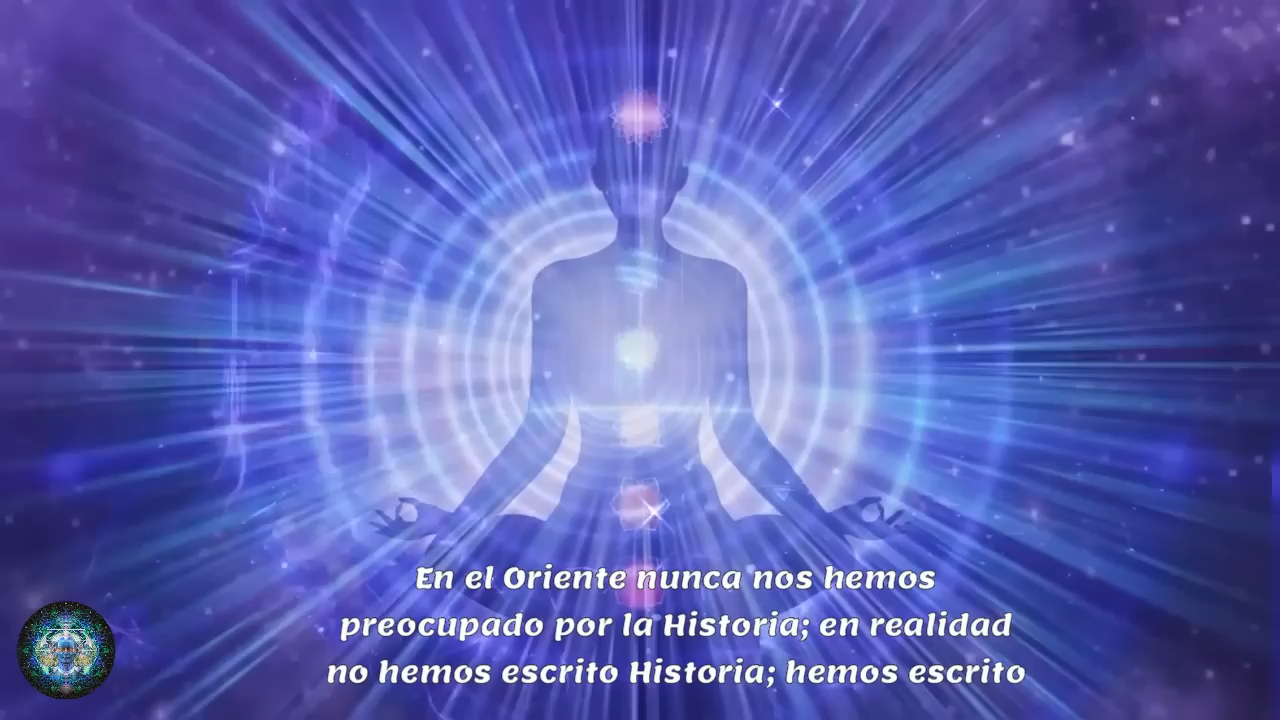 En el Oriente nunca nos hemos
preocupado por la Historia; en realidad
no hemos escrito Historia; hemos escrito